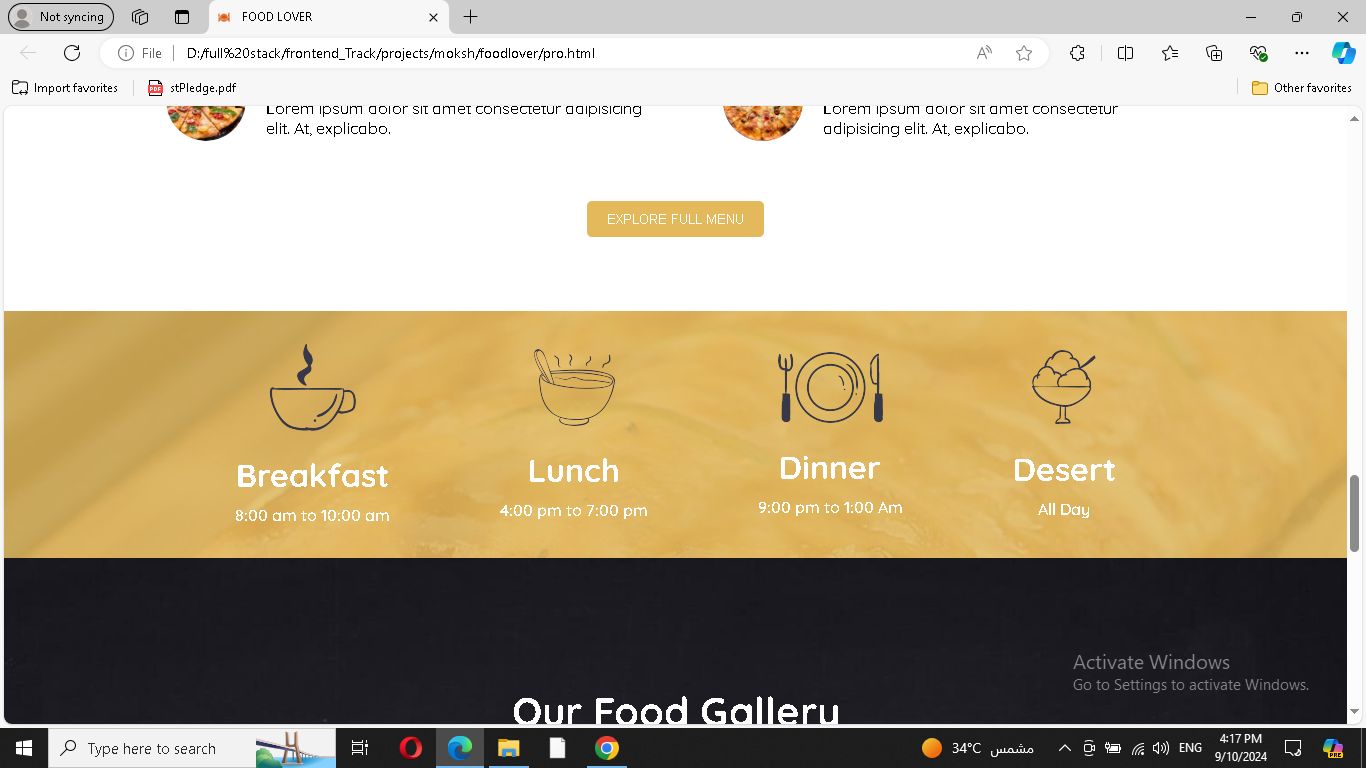 Not syncing
FOOD LOVER
File
D:/full%20stack/frontend_Track/projects/moksh/foodlover/pro.html
Import favorites
PDF
stPledge.pdf
Other favorites
Lorem ipsum dolor sit amet consectetur adipisicing
elit. At, explicabo.
Lorem ipsum dolor sit amet consectetur
adipisicing elit. At, explicabo.
EXPLORE FULL MENU
Breakfast
8:00 am to 10:00 am
Lunch
4:00 pm to 7:00 pm
Dinner
9:00 pm to 1:00 Am
Desert
All Day
Our Food Gallery
Activate Windows
Go to Settings to activate Windows.
Type here to search
34°C مشمس
ENG
4:17 PM
9/10/2024
PRE